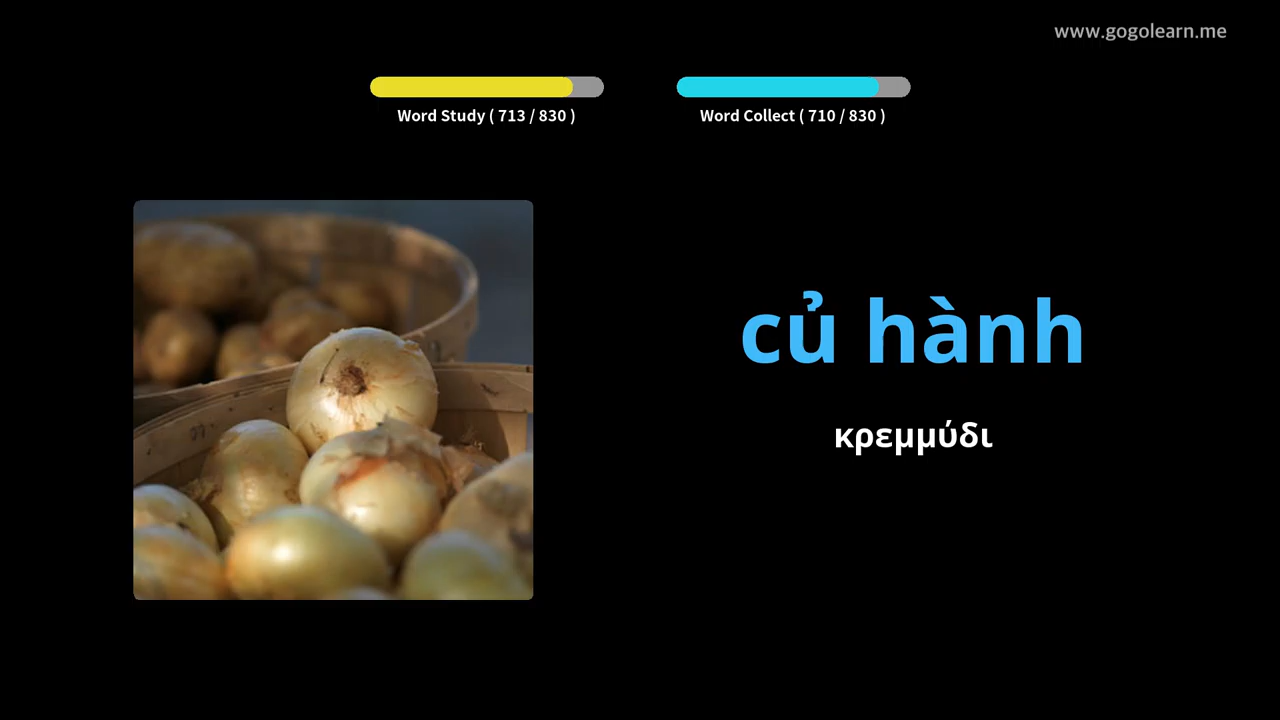 www.gogolearn.me
Word Study ( 713 / 830 )
Word Collect ( 710 / 830 )
củ hành
κρεμμύδι